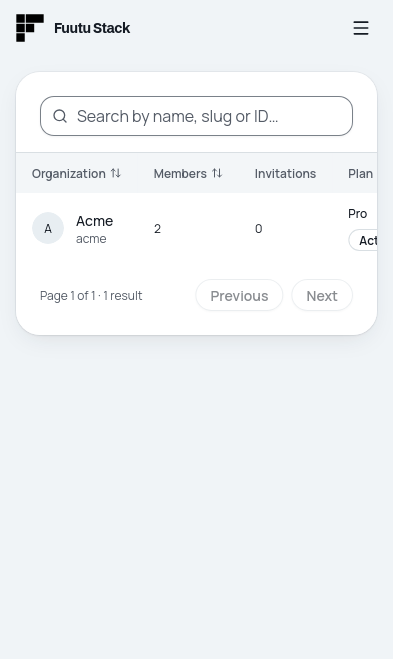 Fuutu Stack
Search by name, slug or ID...
Organization Members Invitations Plan
A Acme acme 2 0 Pro
Page 1 of 1 · 1 result Previous Next